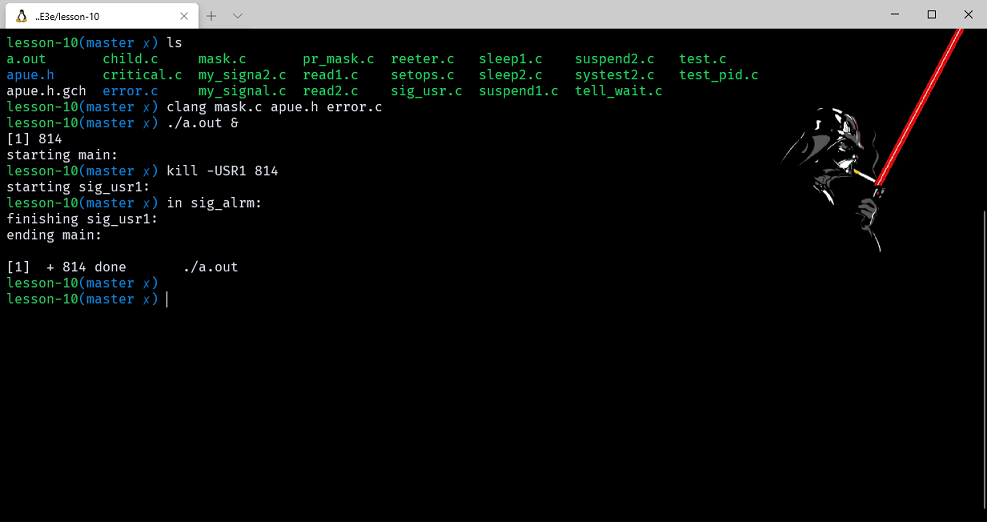 ..E3e/lesson-10
lesson-10(master x) ls
a.out child.c mask.c pr_mask.c reeter.c sleep1.c suspend2.c test.c
apue.h critical.c my_signa2.c read1.c setops.c sleep2.c systest2.c test_pid.c
apue.h.gch error.c my_signal.c read2.c sig_usr.c suspend1.c tell_wait.c
lesson-10(master x) clang mask.c apue.h error.c
lesson-10(master x) ./a.out &
[1] 814
starting main:
lesson-10(master x) kill -USR1 814
starting sig_usr1:
lesson-10(master x) in sig_alrm:
finishing sig_usr1:
ending main:
[1] + 814 done ./a.out
lesson-10(master x)
lesson-10(master x)